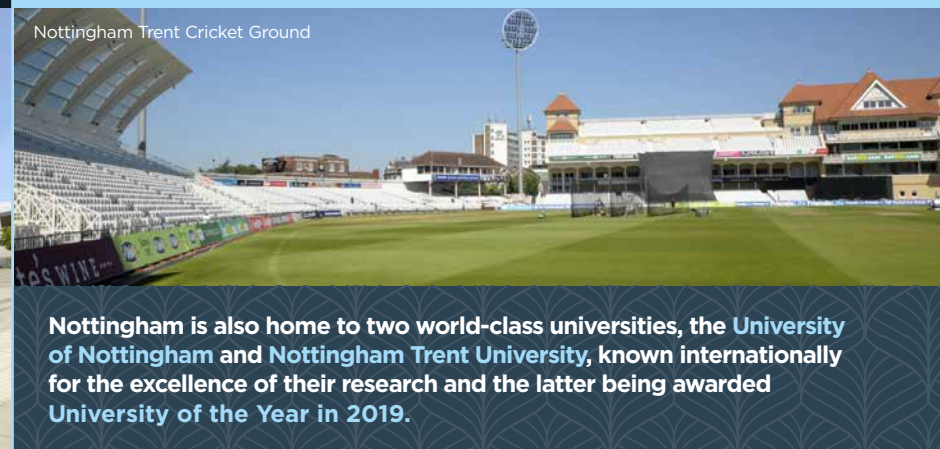 Nottingham Trent Cricket Ground
te's WINE...
Nottingham is also home to two world-class universities, the University
of Nottingham and Nottingham Trent University, known internationally
for the excellence of their research and the latter being awarded
University of the Year in 2019.